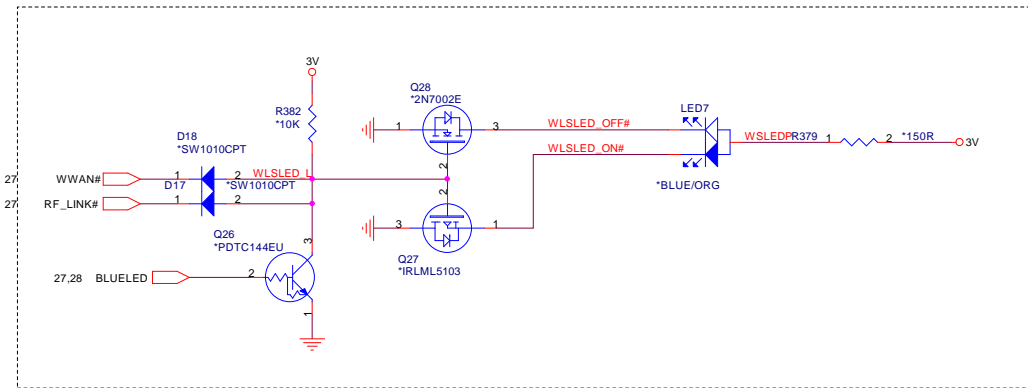 3V
R382
*10K
Q28
*2N7002E
1
3
2
WLSLED_OFF#
LED7
WSLEDP
R379
1
2
*150R
3V
WLSLED_ON#
*BLUE/ORG
D18
*SW1010CPT
27
WWAN#
1
2
WLSLED_L
D17
*SW1010CPT
27
RF_LINK#
1
2
2
3
1
Q27
*IRLML5103
Q26
*PDTC144EU
3
27,28
BLUELED
2
1